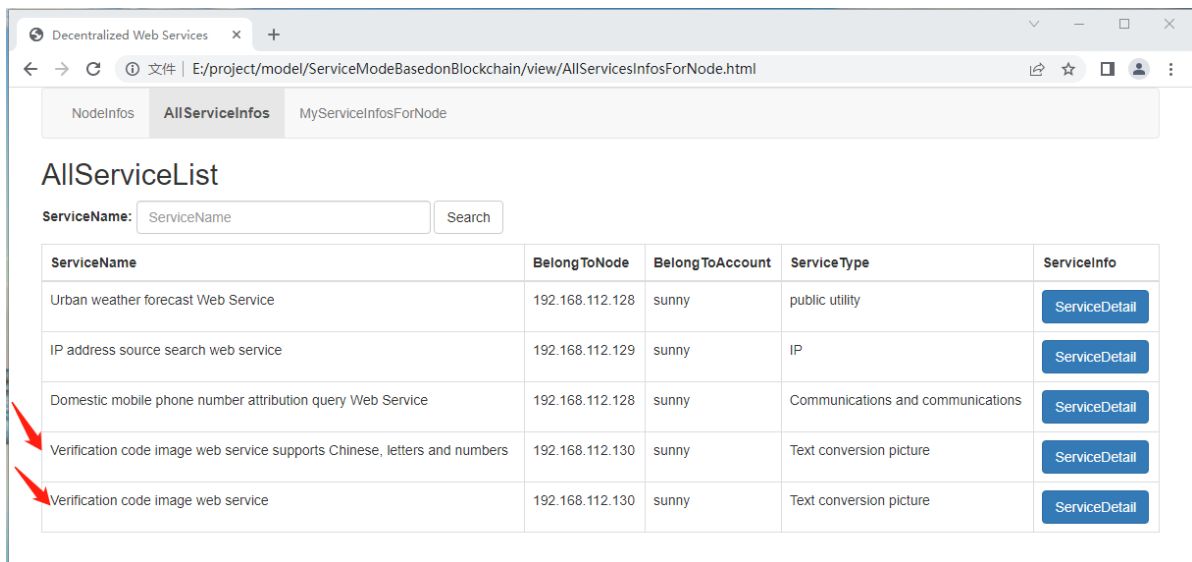 Decentralized Web Services
文件 | E:/project/model/ServiceModeBasedonBlockchain/view/AllServicesInfosForNode.html
NodeInfos AllServiceInfos MyServiceInfosForNode
AllServiceList
ServiceName: ServiceName Search
ServiceName BelongToNode BelongToAccount ServiceType ServiceInfo
Urban weather forecast Web Service 192.168.112.128 sunny public utility ServiceDetail
IP address source search web service 192.168.112.129 sunny IP ServiceDetail
Domestic mobile phone number attribution query Web Service 192.168.112.128 sunny Communications and communications ServiceDetail
Verification code image web service supports Chinese, letters and numbers 192.168.112.130 sunny Text conversion picture ServiceDetail
Verification code image web service 192.168.112.130 sunny Text conversion picture ServiceDetail